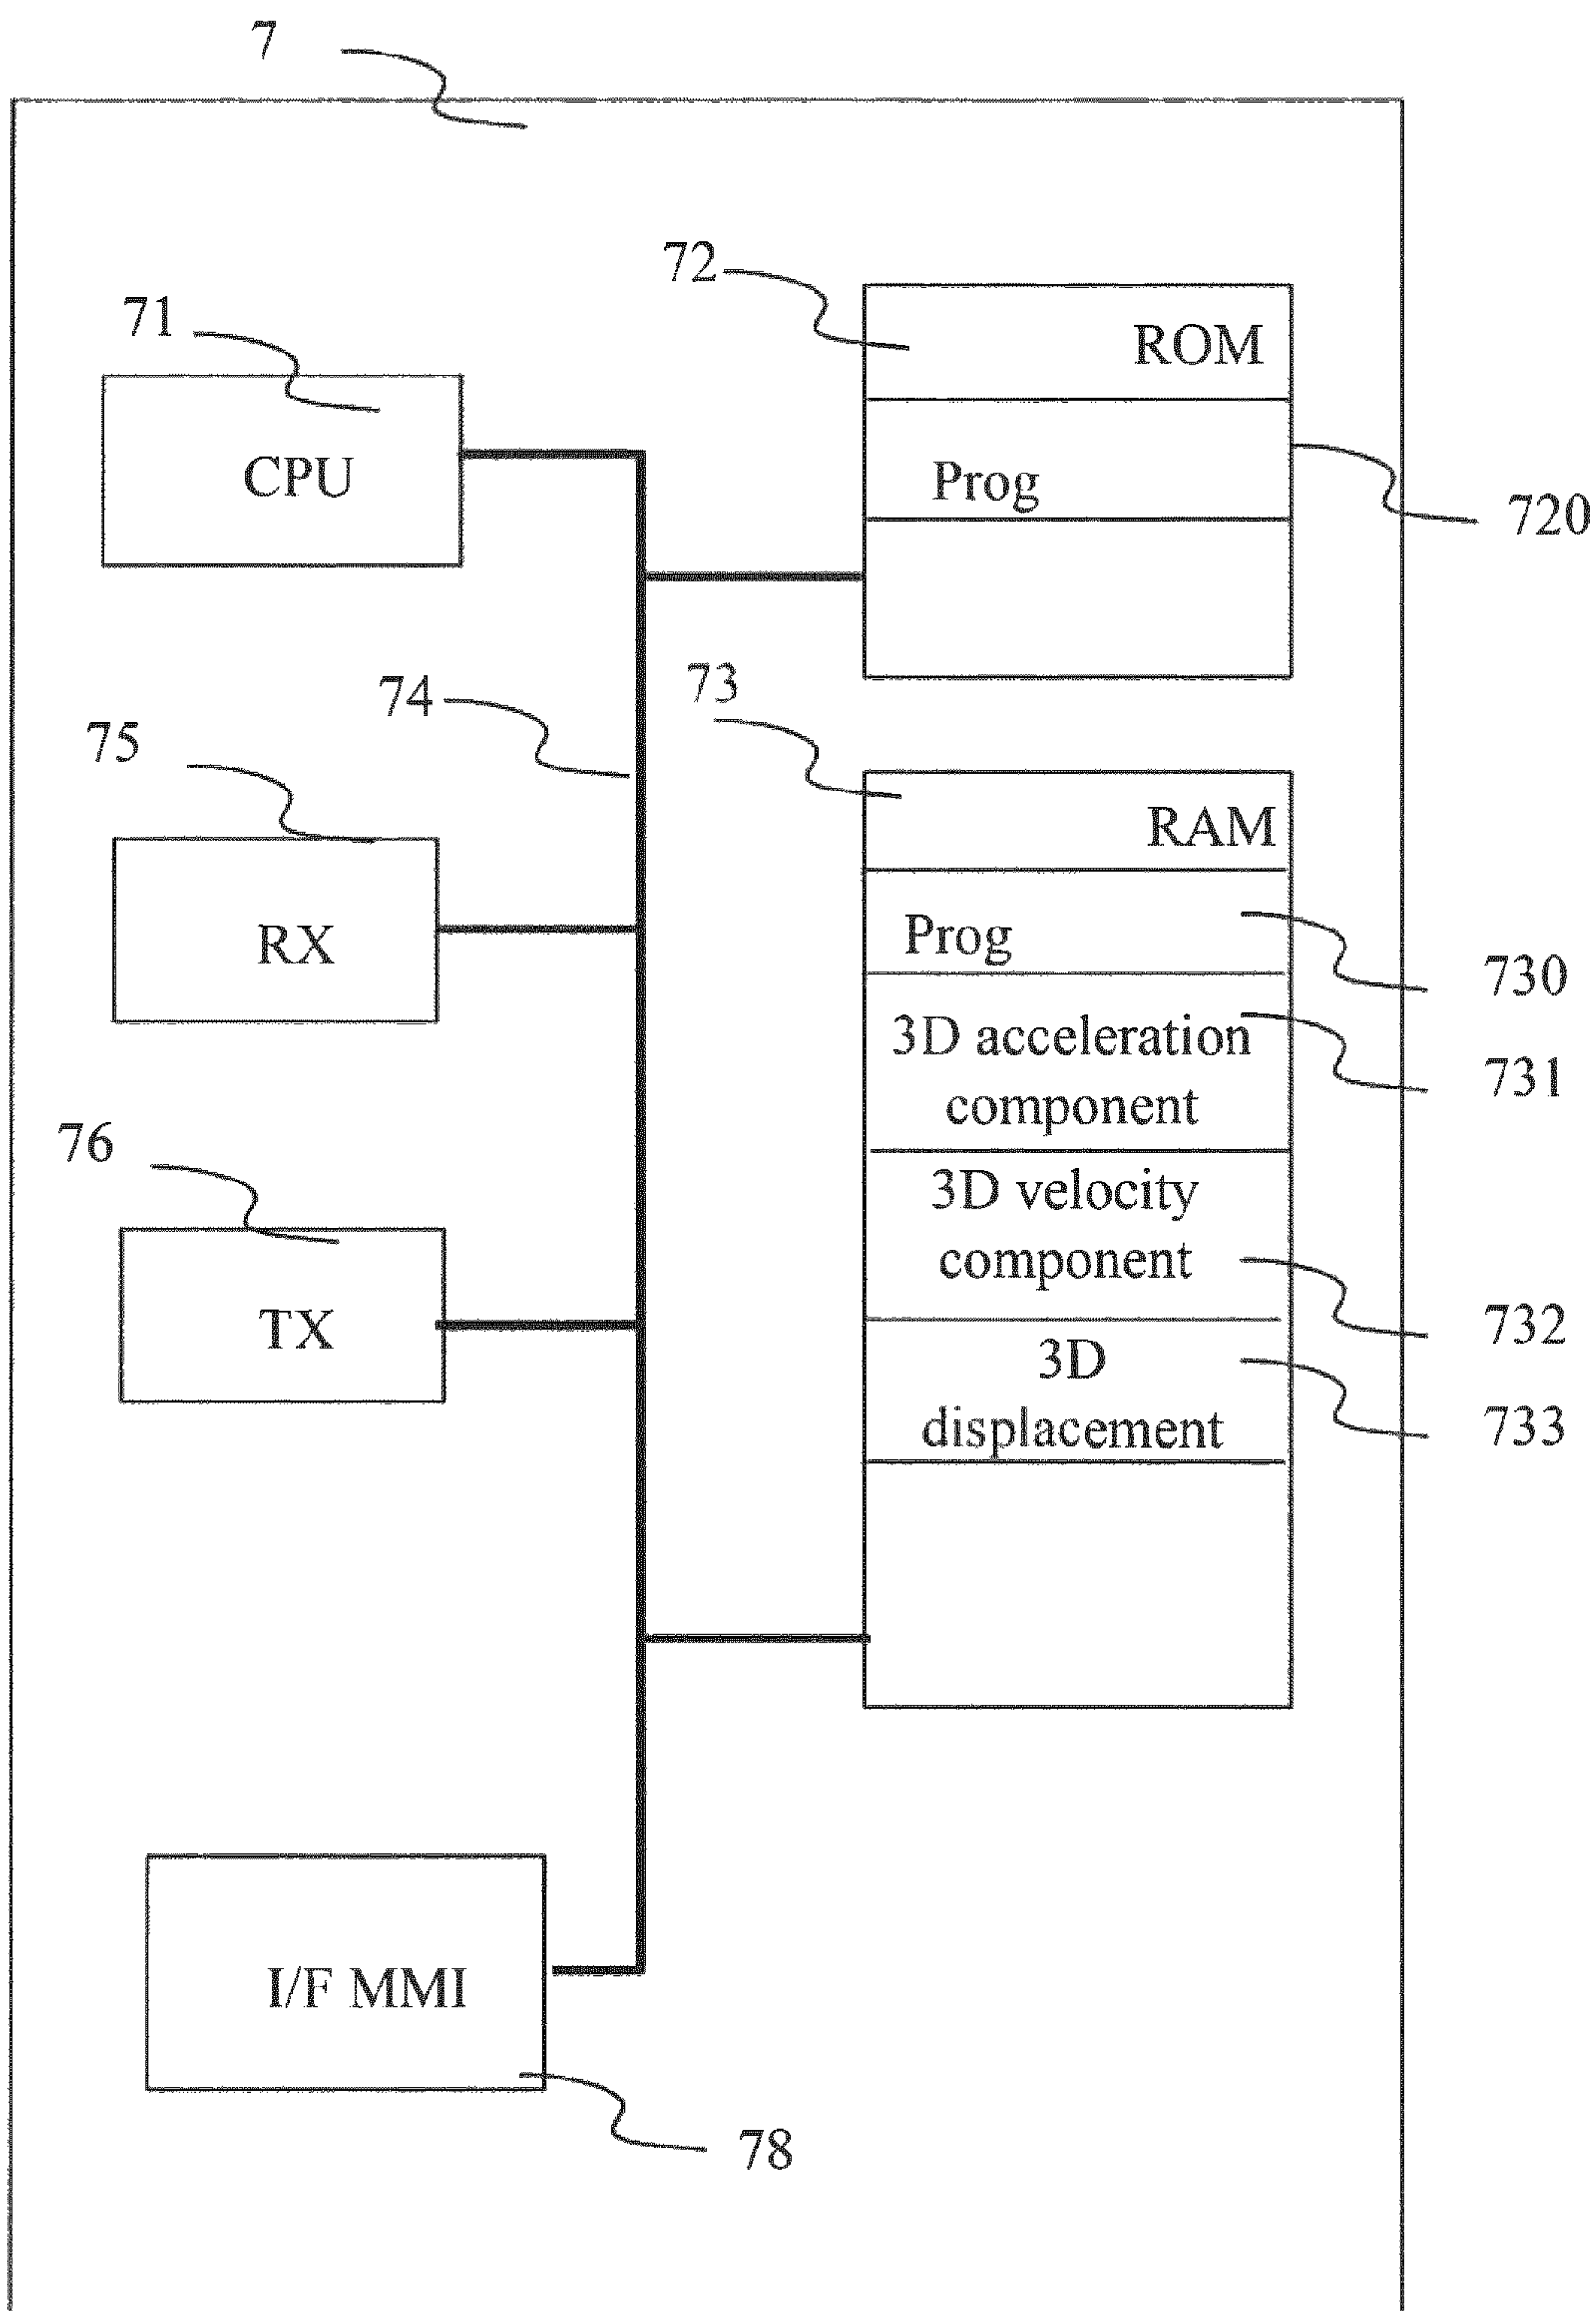 7
72
ROM
71
CPU
Prog
720
73
74
75
RAM
RX
Prog
730
3D acceleration
component
731
76
3D velocity
component
TX
732
3D
displacement
733
I/F MMI
78